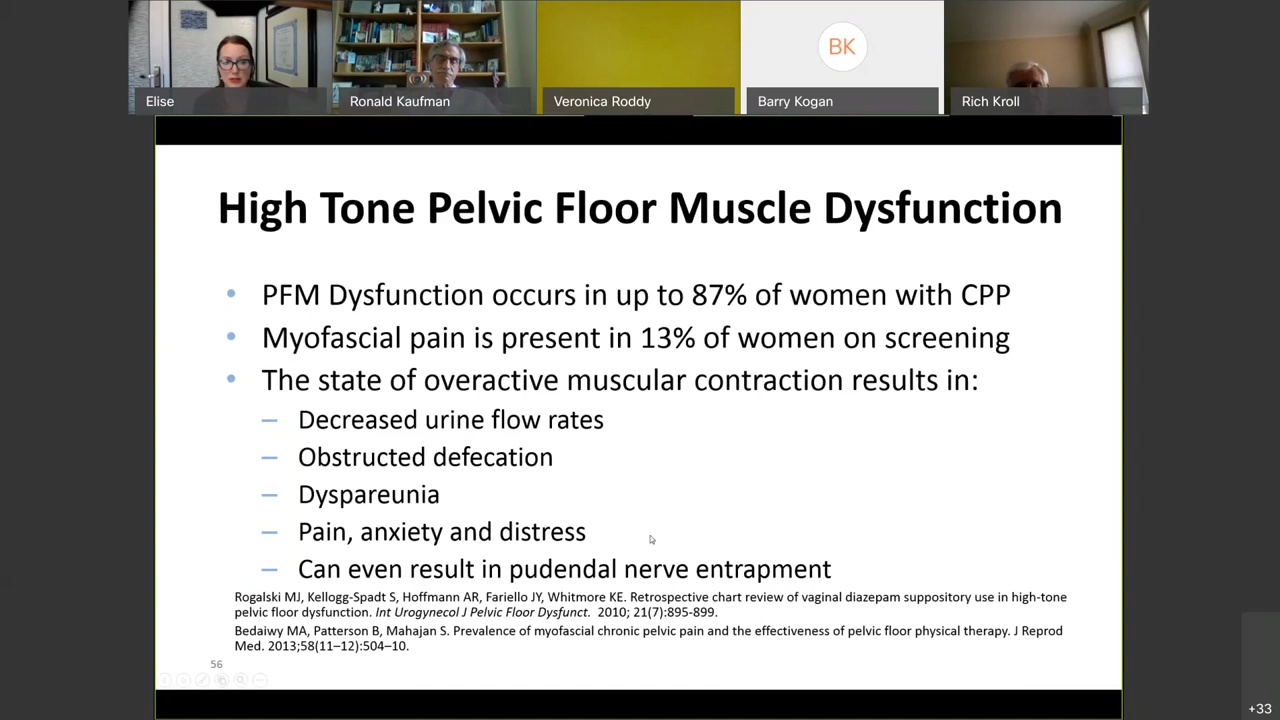 BK
Elise
Ronald Kaufman
Veronica Roddy
Barry Kogan
Rich Kroll
High Tone Pelvic Floor Muscle Dysfunction
• PFM Dysfunction occurs in up to 87% of women with CPP
• Myofascial pain is present in 13% of women on screening
• The state of overactive muscular contraction results in:
– Decreased urine flow rates
– Obstructed defecation
– Dyspareunia
– Pain, anxiety and distress
– Can even result in pudendal nerve entrapment
Rogalski MJ, Kellogg-Spadt S, Hoffmann AR, Fariello JY, Whitmore KE. Retrospective chart review of vaginal diazepam suppository use in high-tone
pelvic floor dysfunction. Int Urogynecol J Pelvic Floor Dysfunct. 2010; 21(7):895-899.
Bedaiwy MA, Patterson B, Mahajan S. Prevalence of myofascial chronic pelvic pain and the effectiveness of pelvic floor physical therapy. J Reprod
Med. 2013;58(11–12):504–10.
56
+33